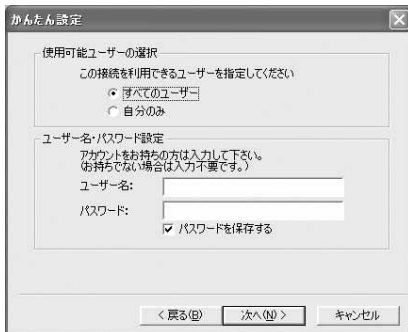 かんたん設定
使用可能ユーザーの選択
この接続を利用できるユーザーを指定してください
すべてのユーザー
自分のみ
ユーザー名・パスワード設定
アカウントをお持ちの方は入力して下さい。
(お持ちでない場合は入力不要です。)
ユーザー名:
パスワード:
パスワードを保存する
< 戻る(B) 次へ(N) > キャンセル